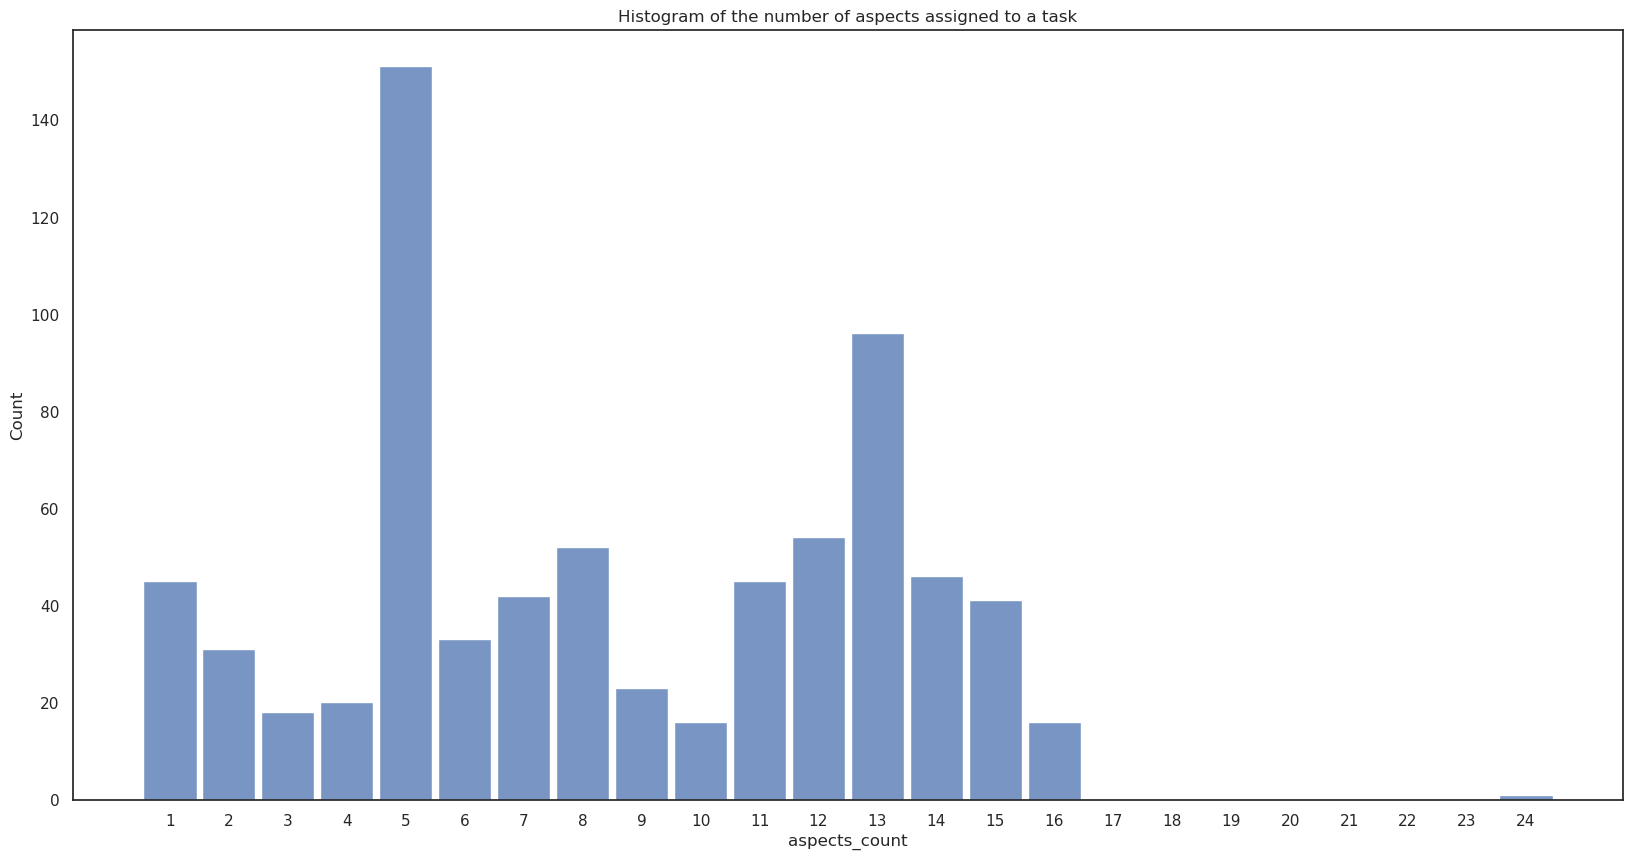 Histogram of the number of aspects assigned to a task
140
120
100
80
60
40
20
0
Count
1 2 3 4 5 6 7 8 9 10 11 12 13 14 15 16 17 18 19 20 21 22 23 24
aspects_count